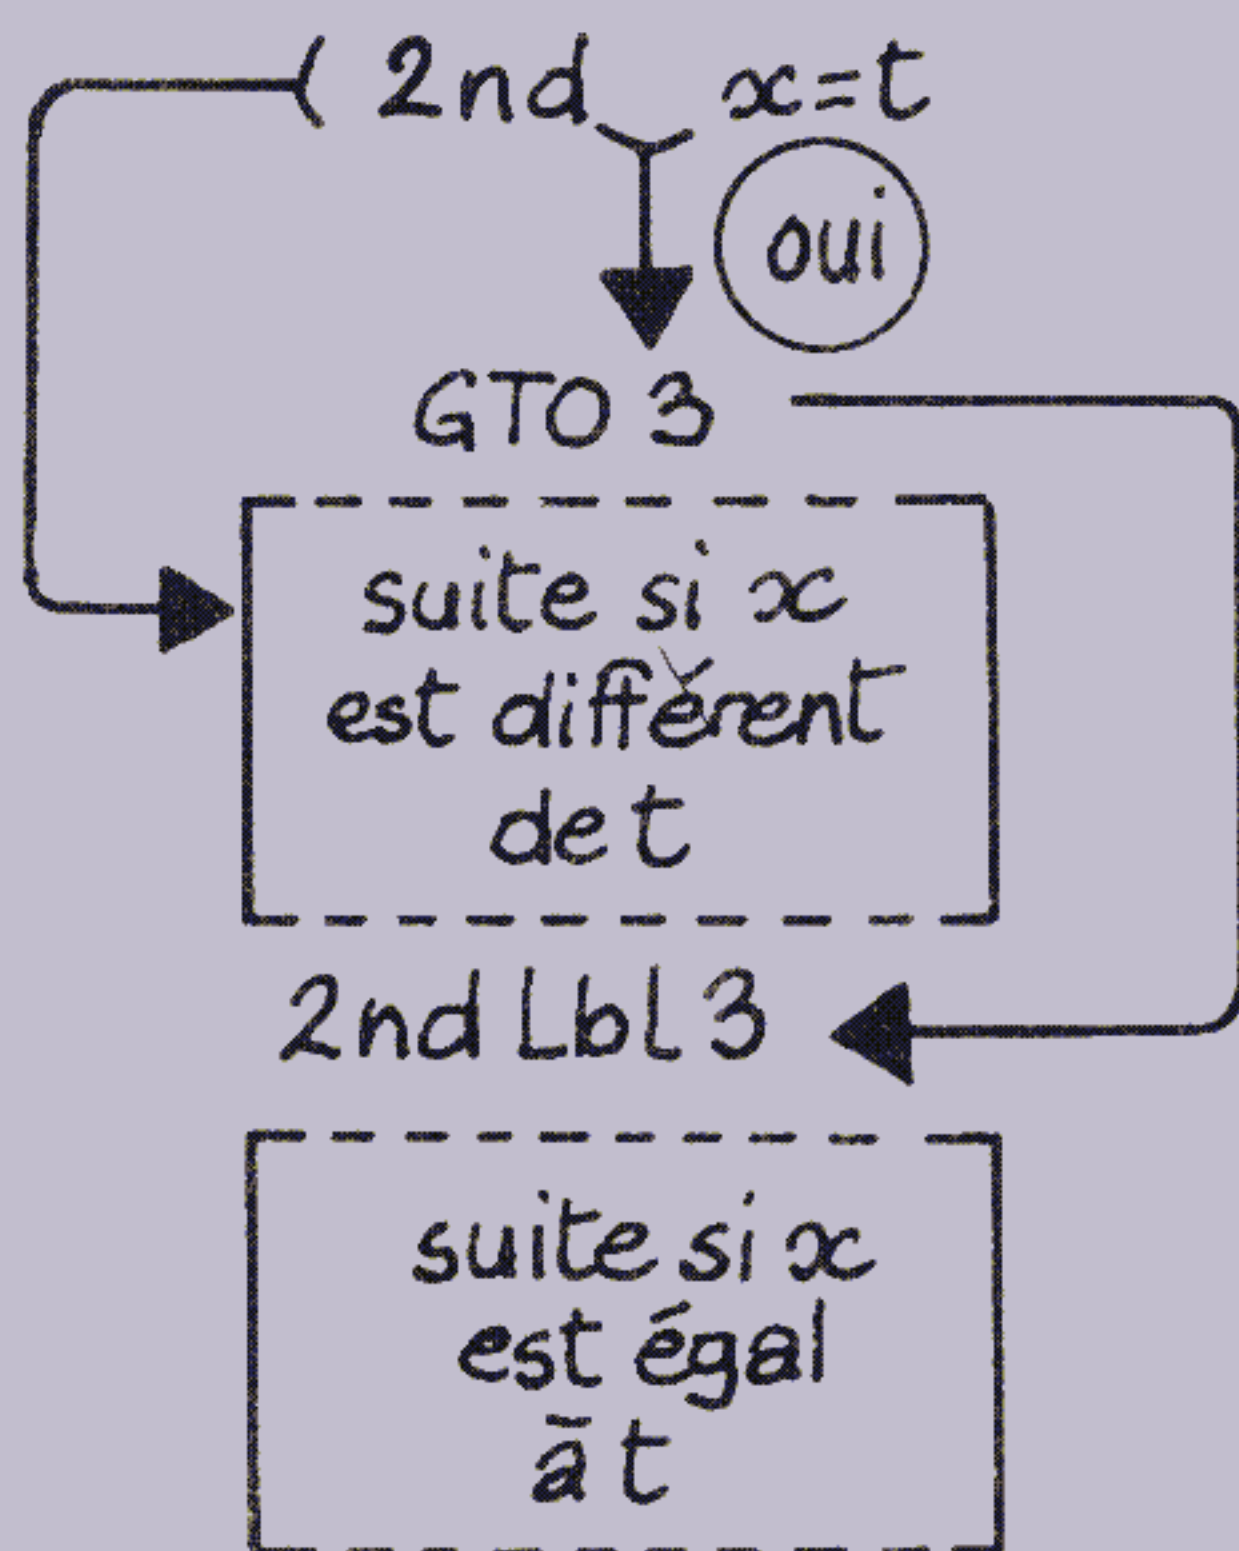 2nd x=t
oui
GTO 3
suite si x
est différent
de t
2nd Lbl 3
suite si x
est égal
à t